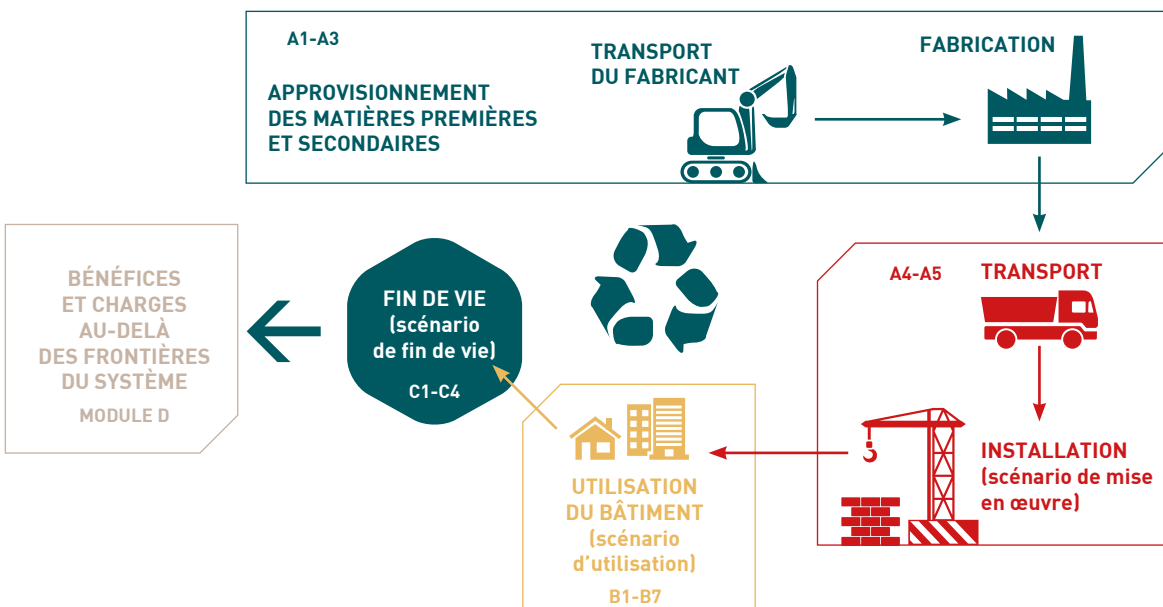 A1-A3
APPROVISIONNEMENT
DES MATIÈRES PREMIÈRES
ET SECONDAIRES
TRANSPORT
DU FABRICANT
FABRICATION
A4-A5
TRANSPORT
INSTALLATION
(scénario de mise
en œuvre)
UTILISATION
DU BÂTIMENT
(scénario
d’utilisation)
B1-B7
FIN DE VIE
(scénario
de fin de vie)
C1-C4
BÉNÉFICES
ET CHARGES
AU-DELÀ
DES FRONTIÈRES
DU SYSTÈME
MODULE D